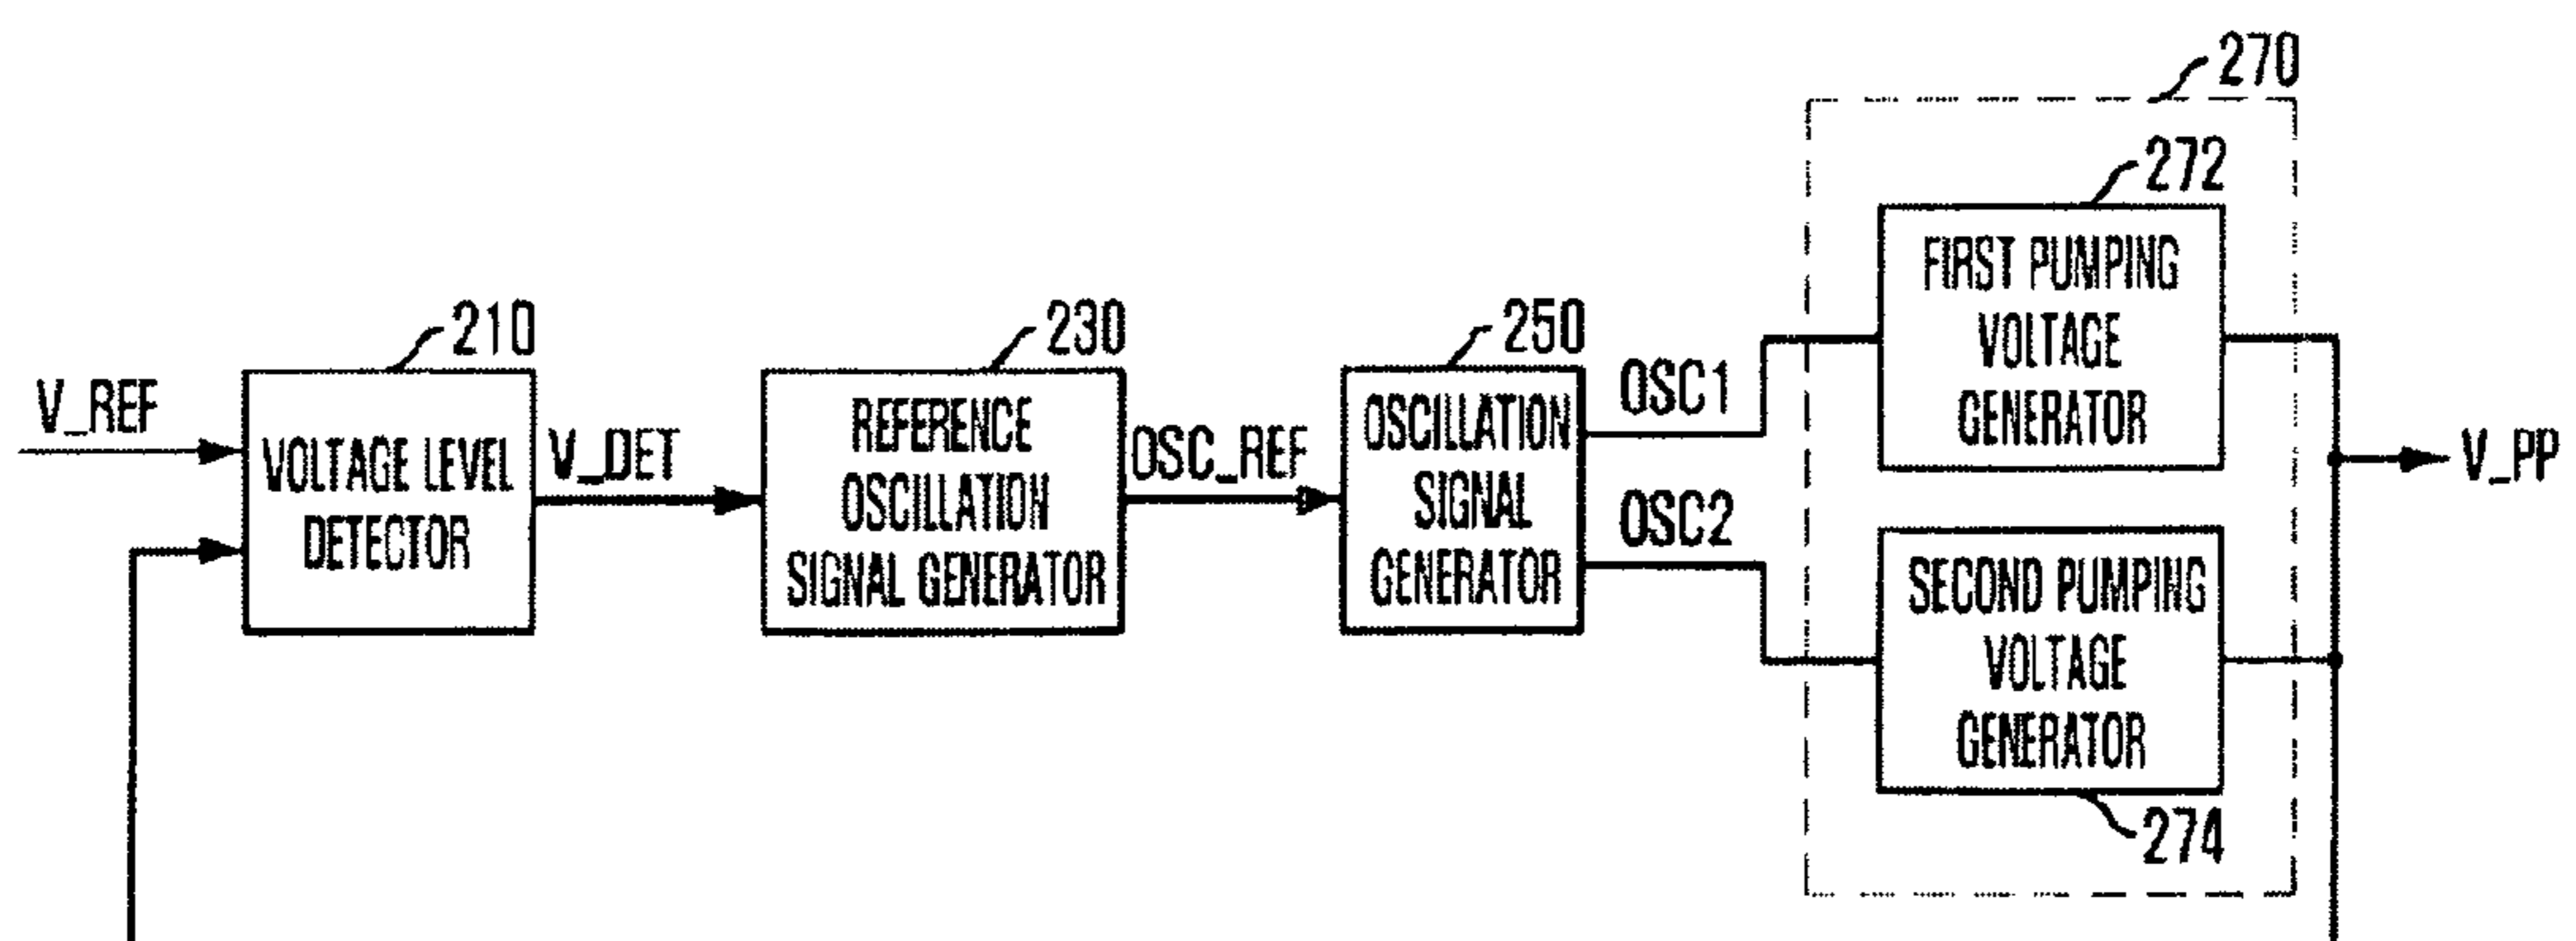 270
272
FIRST PUMPING
VOLTAGE
GENERATOR
210
230
250
V_REF
VOLTAGE LEVEL
DETECTOR
V_DET
REFERENCE
OSCILLATION
SIGNAL GENERATOR
OSC_REF
OSCILLATION
SIGNAL
GENERATOR
OSC1
OSC2
V_PP
SECOND PUMPING
VOLTAGE
GENERATOR
274